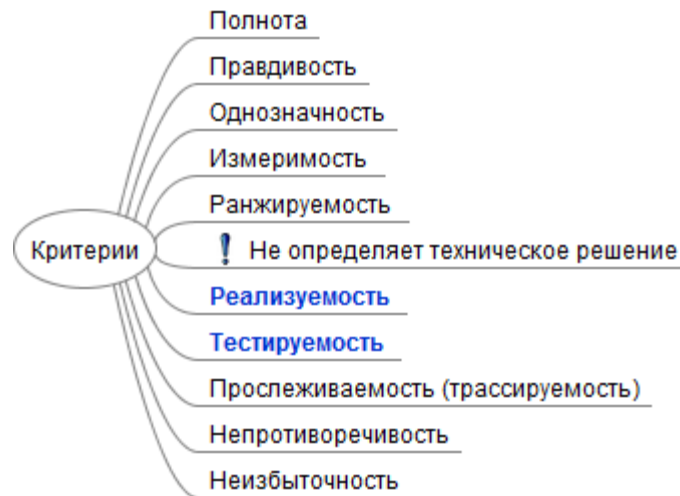 Полнота
Правдивость
Однозначность
Измеримость
Ранжируемость
Критерии
Не определяет техническое решение
Реализуемость
Тестируемость
Прослеживаемость (трассируемость)
Непротиворечивость
Неизбыточность